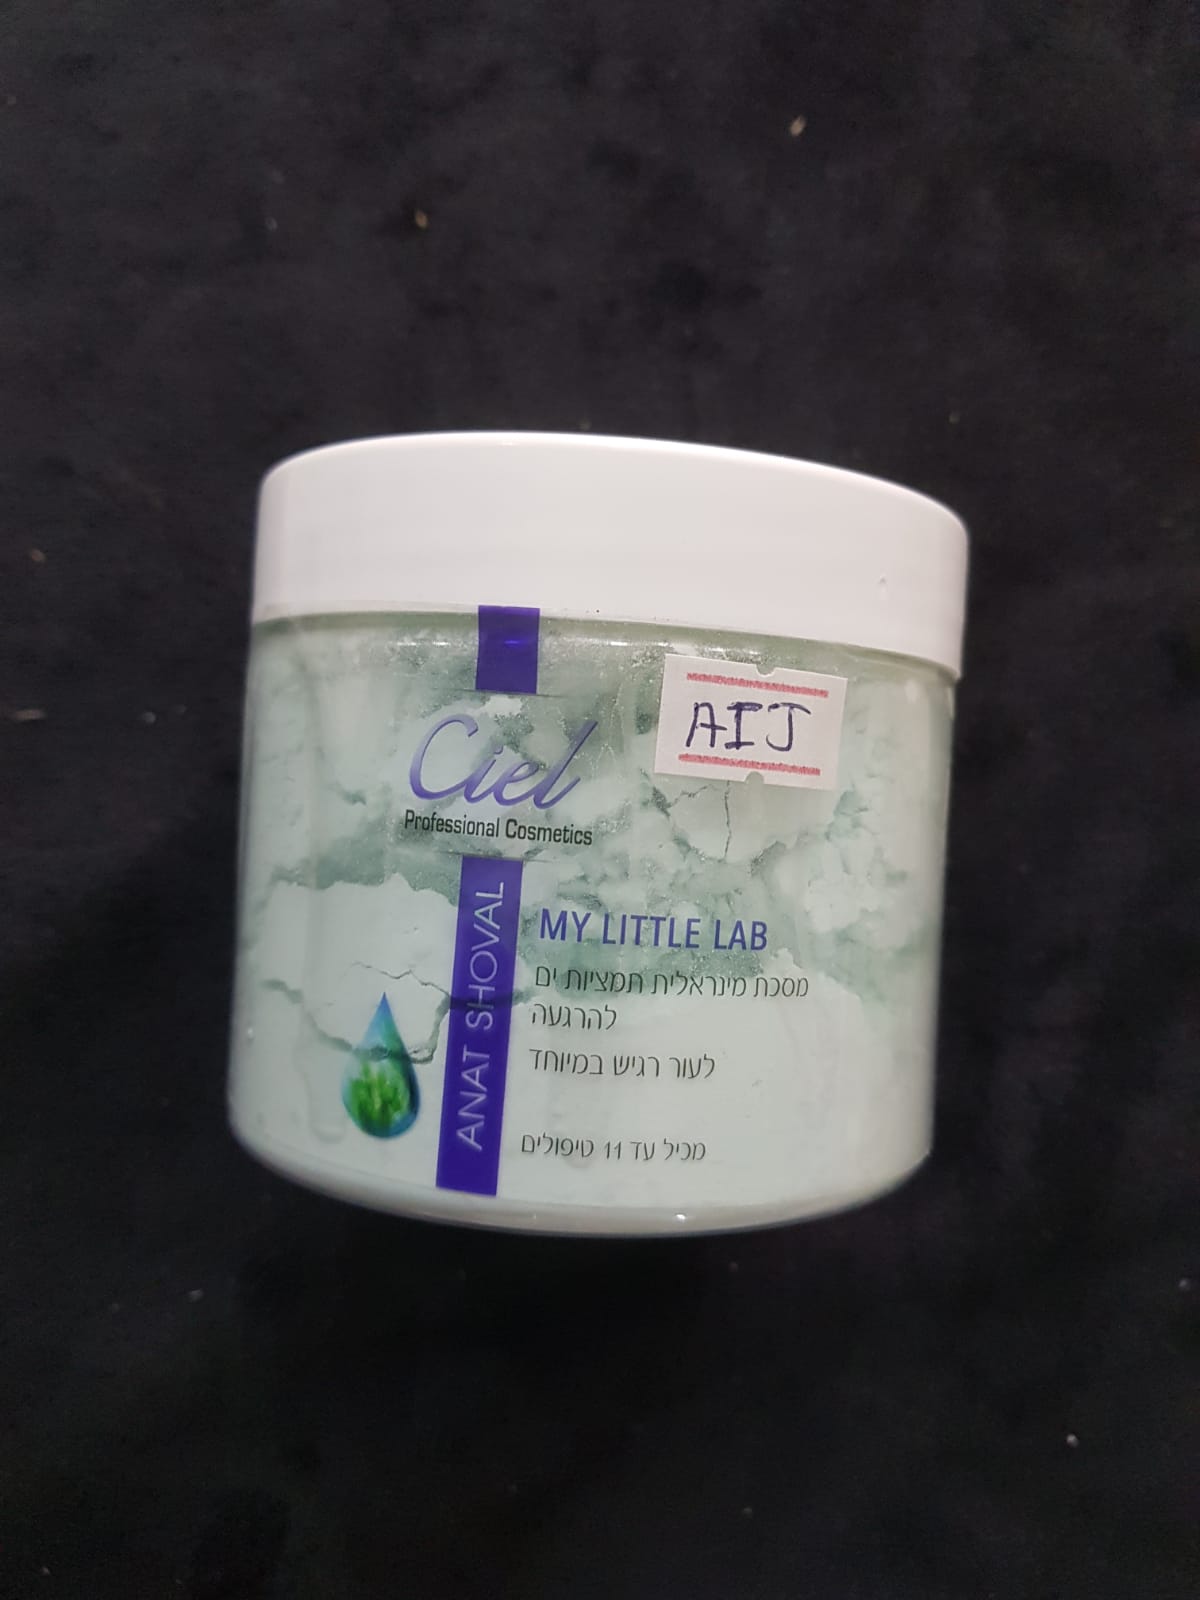 Ciel
Professional Cosmetics
AIJ
ANAT SHOVAL
MY LITTLE LAB
מסכת מינראלית תמציות ים
להרגעה
לעור רגיש במיוחד
מכיל עד 11 טיפולים